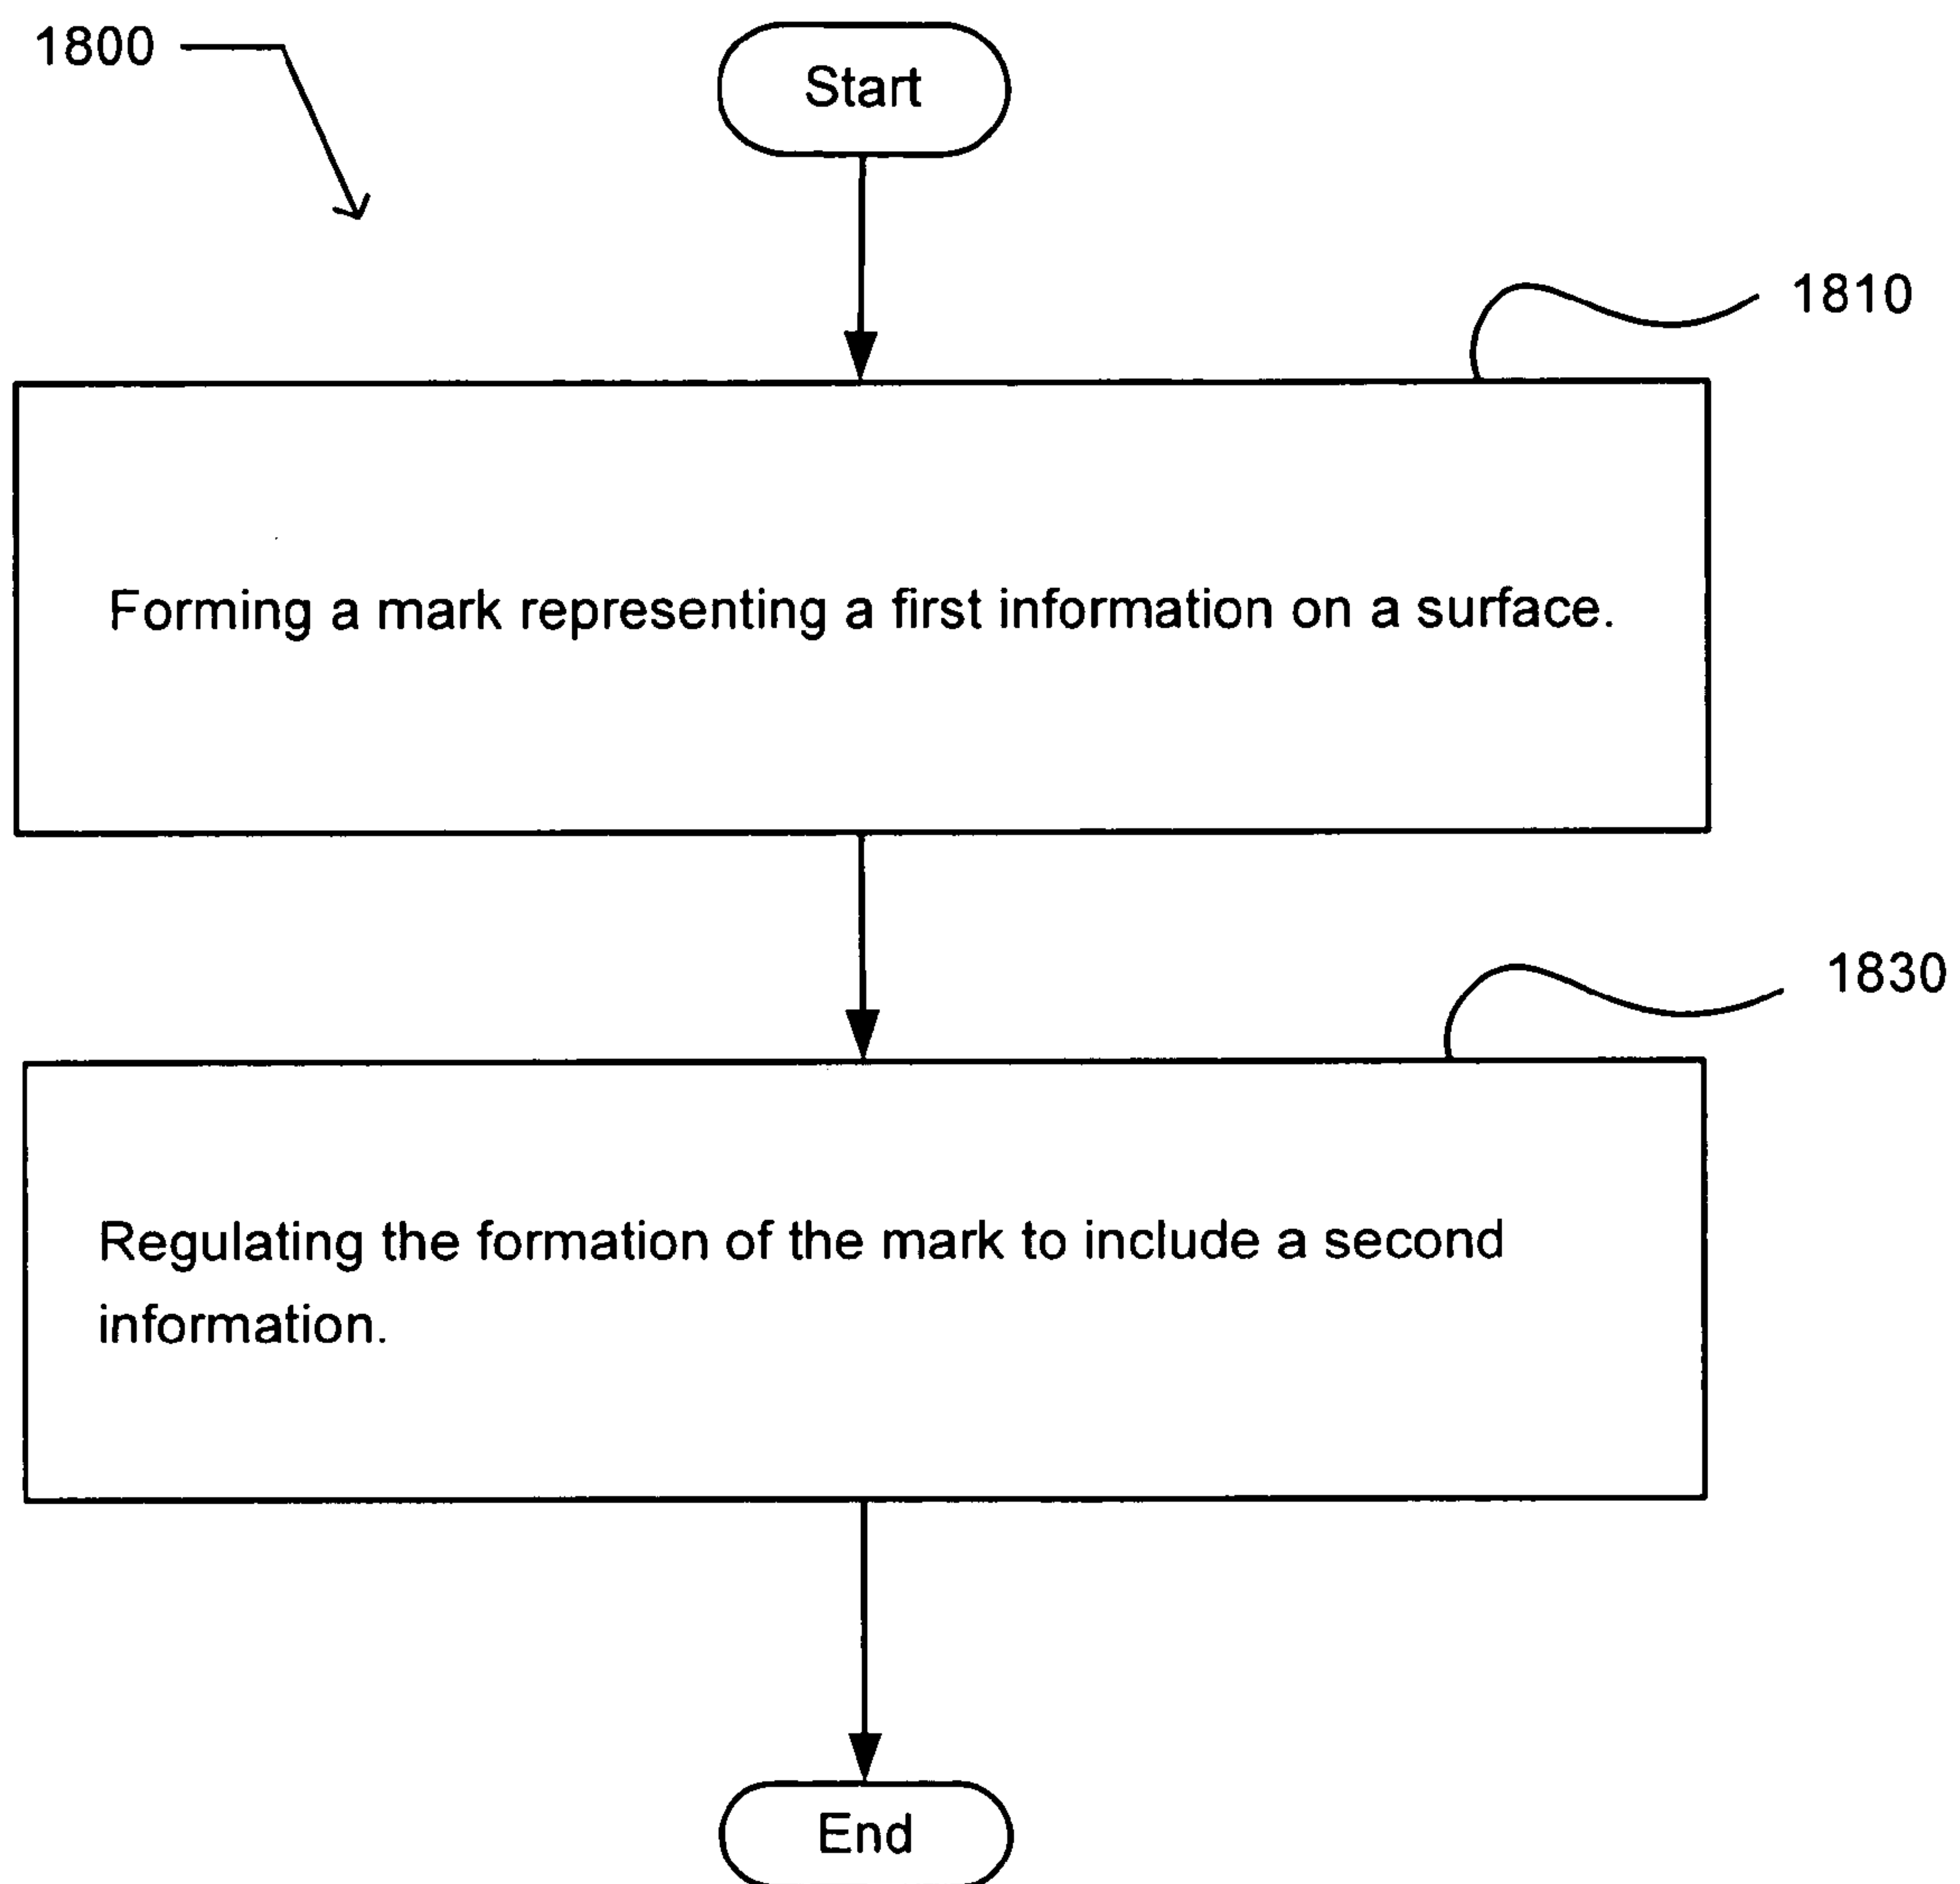 1800
Start
1810
Forming a mark representing a first information on a surface.
1830
Regulating the formation of the mark to include a second
information.
End